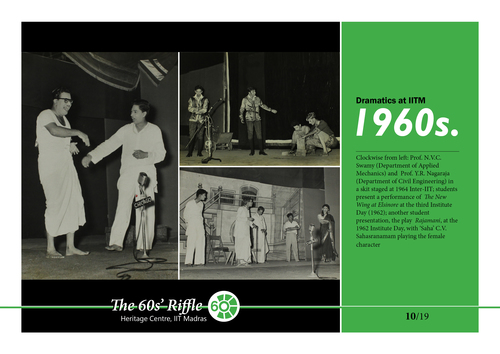 Dramatics at IITM
1960s.
Clockwise from left: Prof. N.V.C.
Swamy (Department of Applied
Mechanics) and Prof. Y.R. Nagaraja
(Department of Civil Engineering) in
a skit staged at 1964 Inter-IIT; students
present a performance of The New
Wing at Elsinore at the third Institute
Day (1962); another student
presentation, the play Rajamani, at the
1962 Institute Day, with 'Saha' C.V.
Sahasranamam playing the female
character
The 60s' Riffle
60
Heritage Centre, IIT Madras
10/19